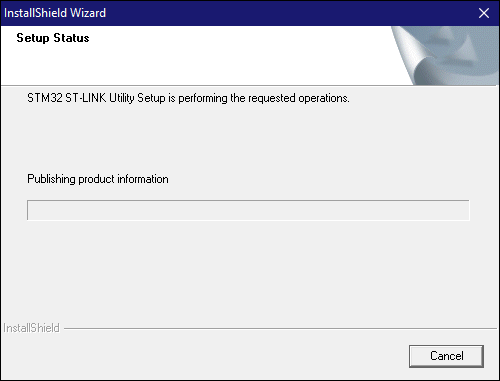 InstallShield Wizard
Setup Status
STM32 ST-LINK Utility Setup is performing the requested operations.
Publishing product information
InstallShield
Cancel